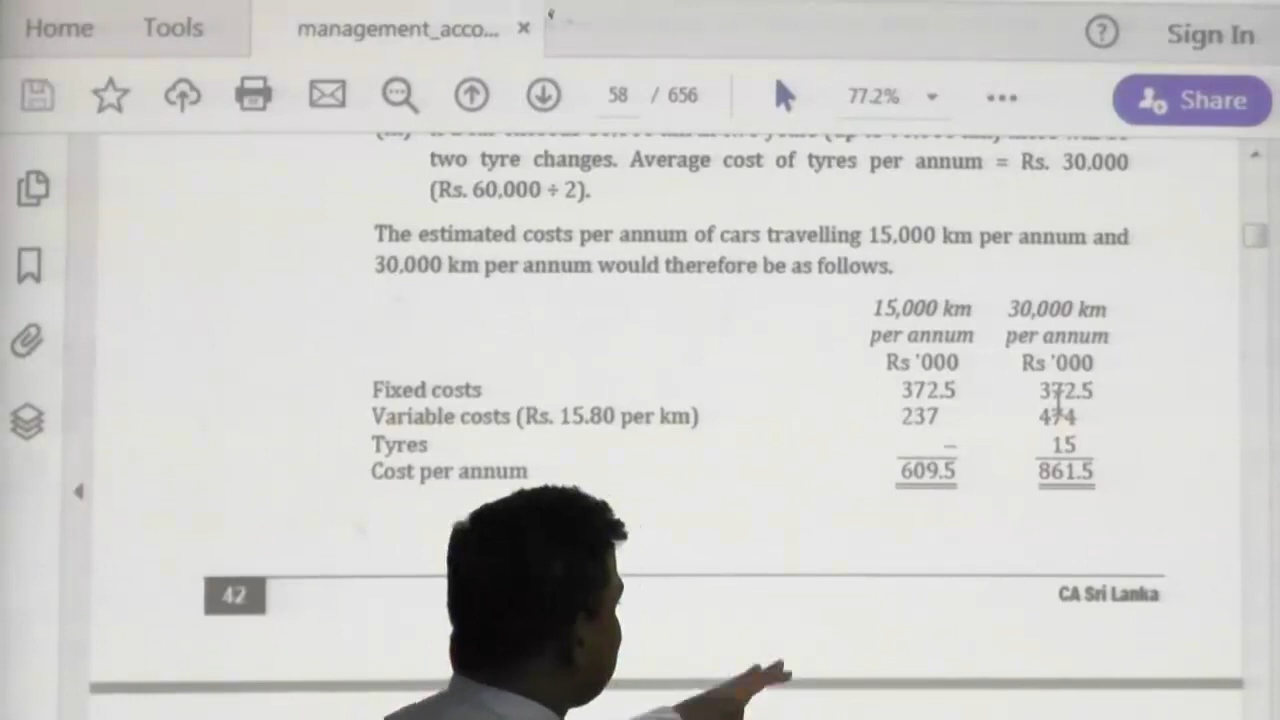 Home Tools management_acco... Sign In
58 / 656 77.2% Share
two tyre changes. Average cost of tyres per annum = Rs. 30,000
(Rs. 60,000 ÷ 2).
The estimated costs per annum of cars travelling 15,000 km per annum and
30,000 km per annum would therefore be as follows.
15,000 km 30,000 km
per annum per annum
Rs '000 Rs '000
Fixed costs 372.5 372.5
Variable costs (Rs. 15.80 per km) 237 474
Tyres – 15
Cost per annum 609.5 861.5
42 CA Sri Lanka